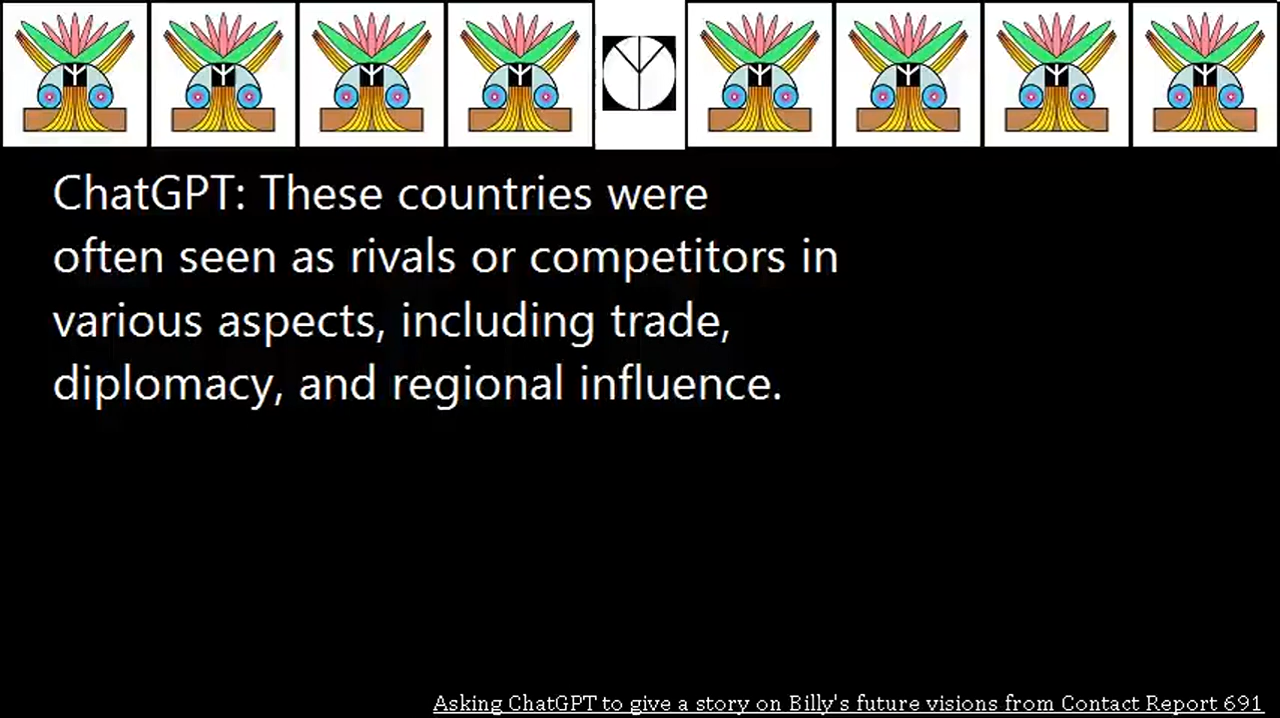 ChatGPT: These countries were
often seen as rivals or competitors in
various aspects, including trade,
diplomacy, and regional influence.
Asking ChatGPT to give a story on Billy's future visions from Contact Report 691